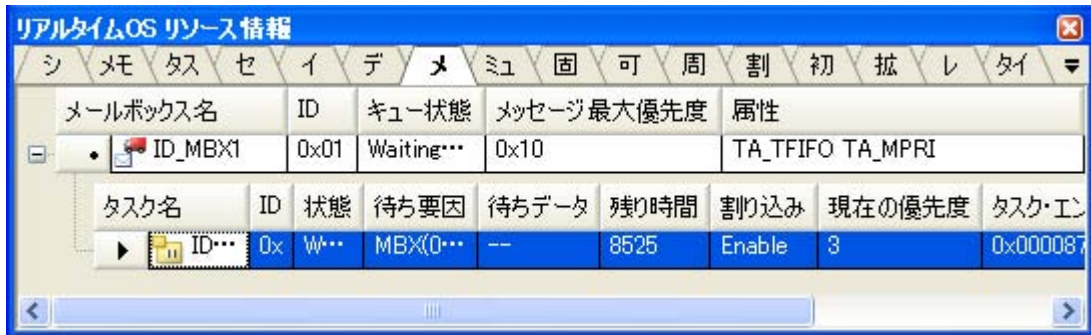 リアルタイムOS リソース情報
シ メモ タス セ イ デ メ ミュ 固 可 周 割 初 拡 レ タイ
メールボックス名 ID キュー状態 メッセージ最大優先度 属性
ID_MBX1 0x01 Waiting… 0x10 TA_TFIFO TA_MPRI
タスク名 ID 状態 待ち要因 待ちデータ 残り時間 割り込み 現在の優先度 タスク・エン
ID… 0x W… MBX(0… -- 8525 Enable 3 0x000087